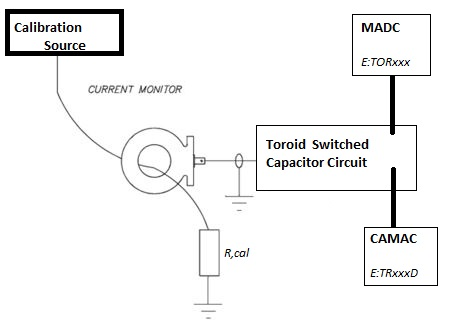 Calibration
Source
MADC
E:TORxxx
CURRENT MONITOR
Toroid Switched
Capacitor Circuit
CAMAC
E:TRxxxD
R,cal